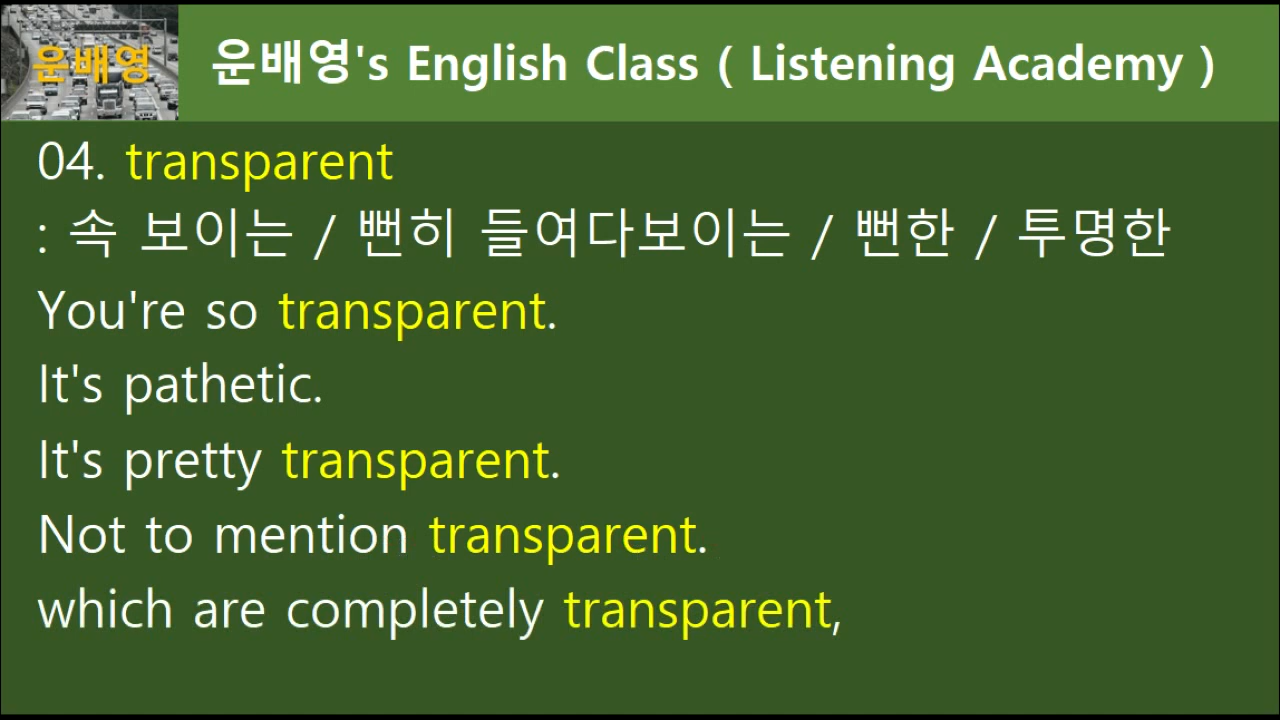 운배영
운배영's English Class ( Listening Academy )
04. transparent
: 속 보이는 / 뻔히 들여다보이는 / 뻔한 / 투명한
You're so transparent.
It's pathetic.
It's pretty transparent.
Not to mention transparent.
which are completely transparent,